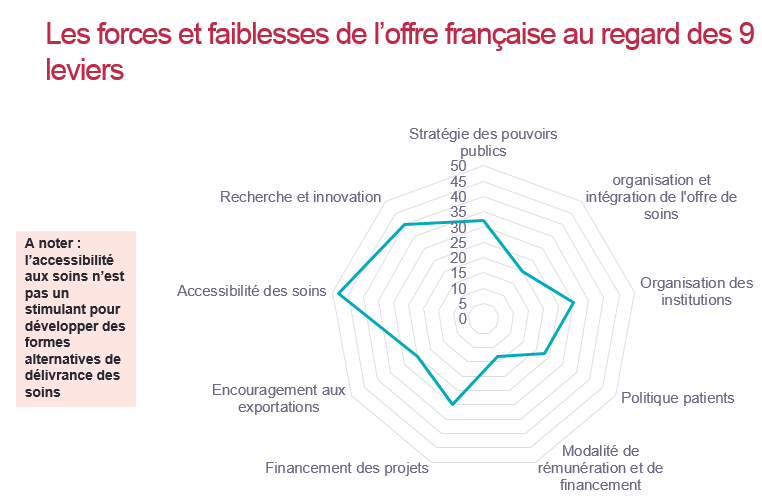 Les forces et faiblesses de l’offre française au regard des 9
leviers
A noter :
l’accessibilité
aux soins n’est
pas un
stimulant pour
développer des
formes
alternatives de
délivrance des
soins
Stratégie des pouvoirs
publics
organisation et
intégration de l'offre de
soins
Organisation des
institutions
Politique patients
Modalité de
rémunération et de
financement
Financement des projets
Encouragement aux
exportations
Accessibilité des soins
Recherche et innovation
50
45
40
35
30
25
20
15
10
5
0